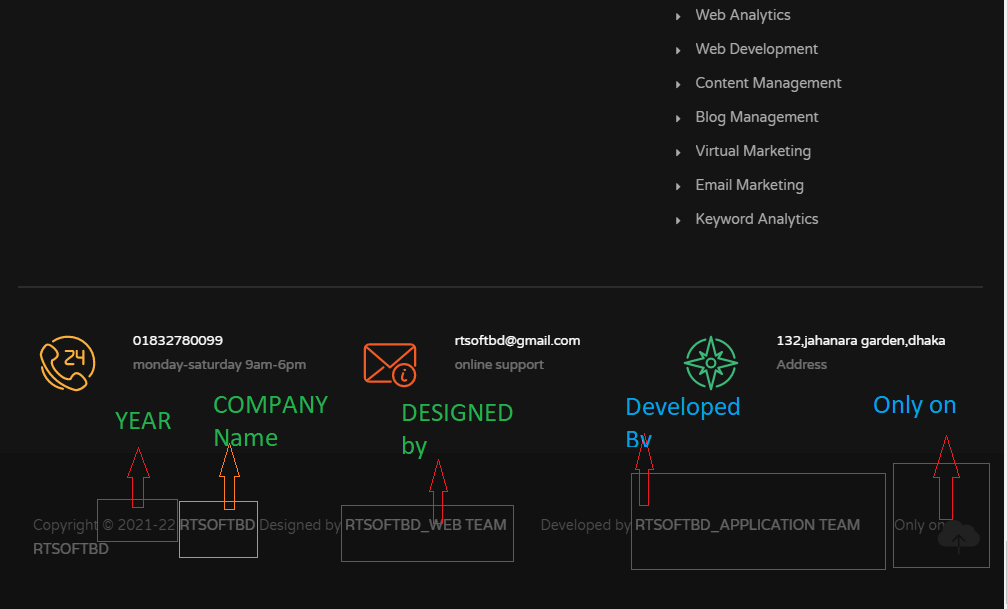 Web Analytics
Web Development
Content Management
Blog Management
Virtual Marketing
Email Marketing
Keyword Analytics
24
01832780099
monday-saturday 9am-6pm
rtsoftbd@gmail.com
online support
132,jahanara garden,dhaka
Address
YEAR
COMPANY
Name
DESIGNED
by
Developed
By
Only on
Copyright © 2021-22 RTSOFTBD Designed by RTSOFTBD_WEB TEAM Developed by RTSOFTBD_APPLICATION TEAM Only on
RTSOFTBD